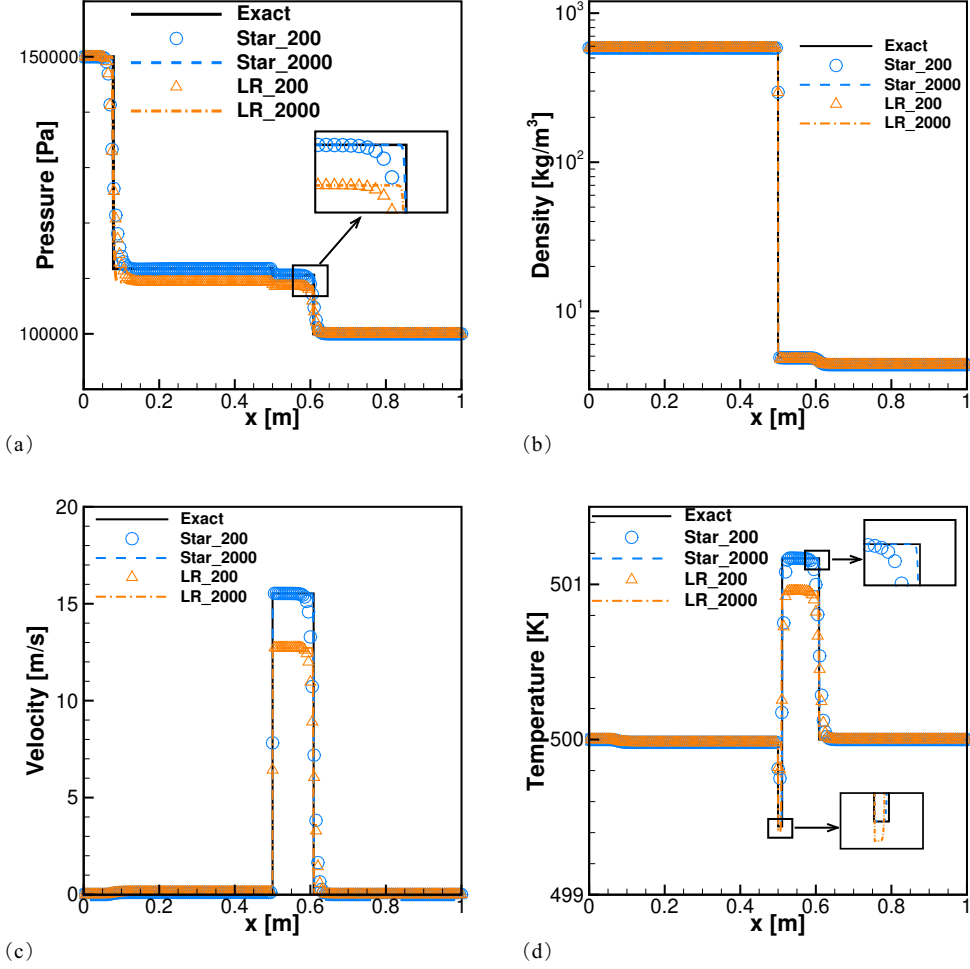 Exact
Star_200
Star_2000
LR_200
LR_2000
150000
100000
Pressure [Pa]
0 0.2 0.4 0.6 0.8 1
x [m]
(a)
Exact
Star_200
Star_2000
LR_200
LR_2000
10³
10²
10¹
Density [kg/m³]
0 0.2 0.4 0.6 0.8 1
x [m]
(b)
Exact
Star_200
Star_2000
LR_200
LR_2000
20
15
10
5
0
Velocity [m/s]
0 0.2 0.4 0.6 0.8 1
x [m]
(c)
Exact
Star_200
Star_2000
LR_200
LR_2000
501
500
499
Temperature [K]
0 0.2 0.4 0.6 0.8 1
x [m]
(d)